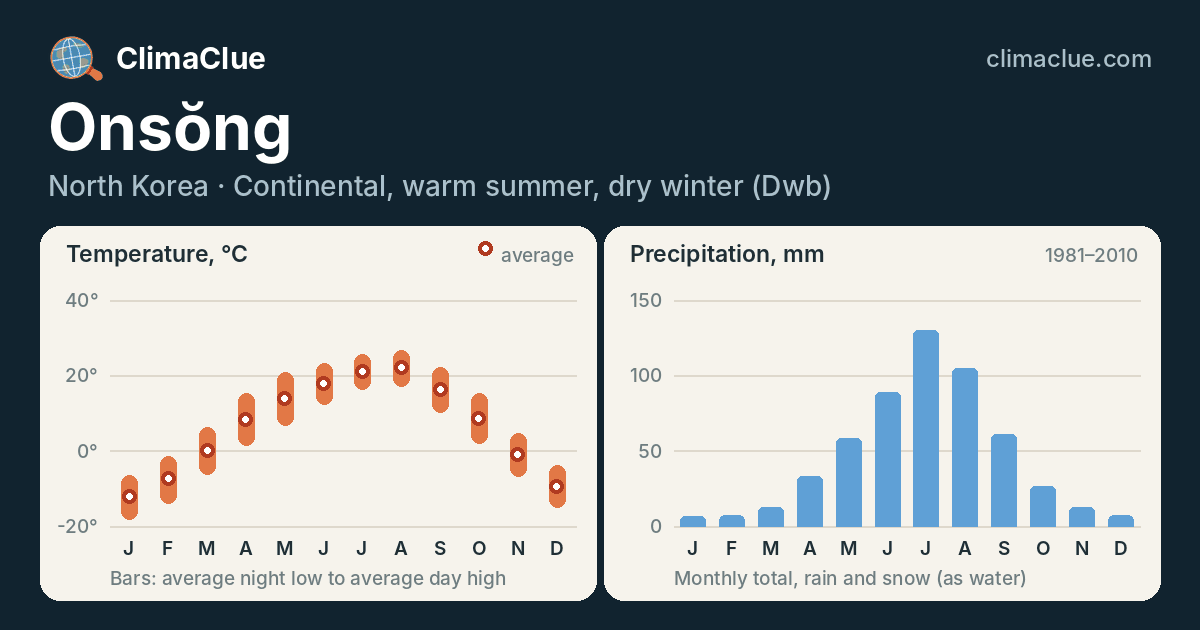 ClimaClue
climaclue.com
Onsŏng
North Korea · Continental, warm summer, dry winter (Dwb)
Temperature, °C
average
40°
20°
0°
-20°
J F M A M J J A S O N D
Bars: average night low to average day high
Precipitation, mm
1981–2010
150
100
50
0
J F M A M J J A S O N D
Monthly total, rain and snow (as water)